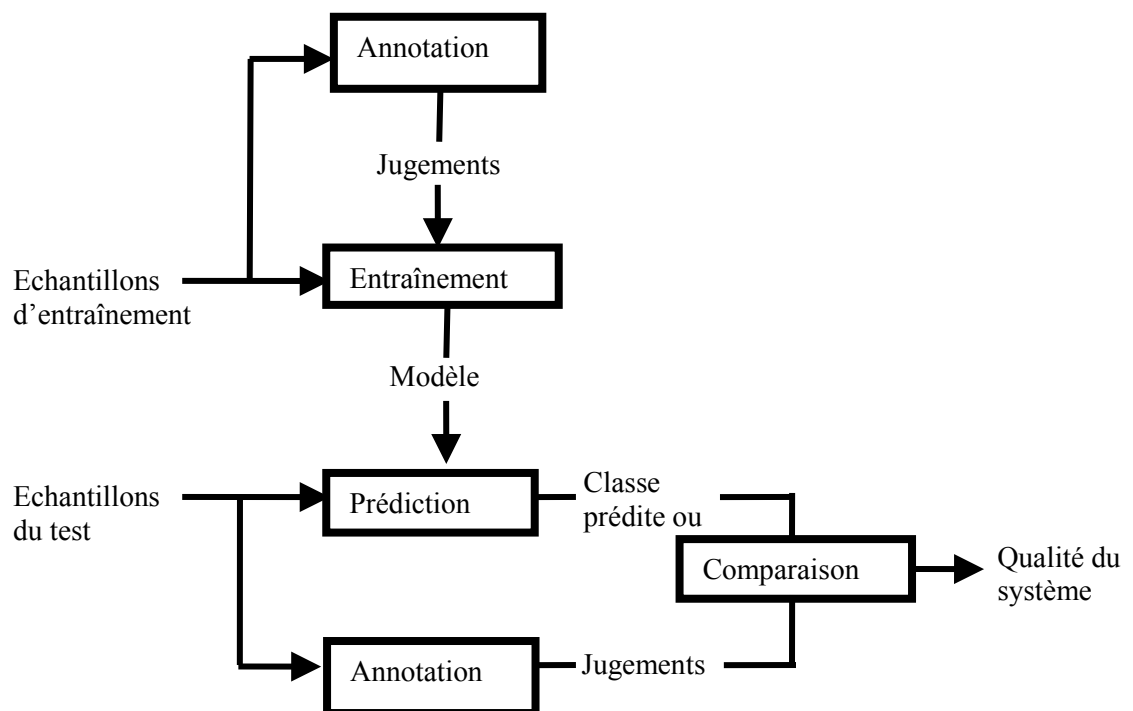 Annotation
Jugements
Echantillons
d’entraînement
Entraînement
Modèle
Echantillons
du test
Prédiction
Classe
prédite ou
Comparaison
Qualité du
système
Annotation
Jugements